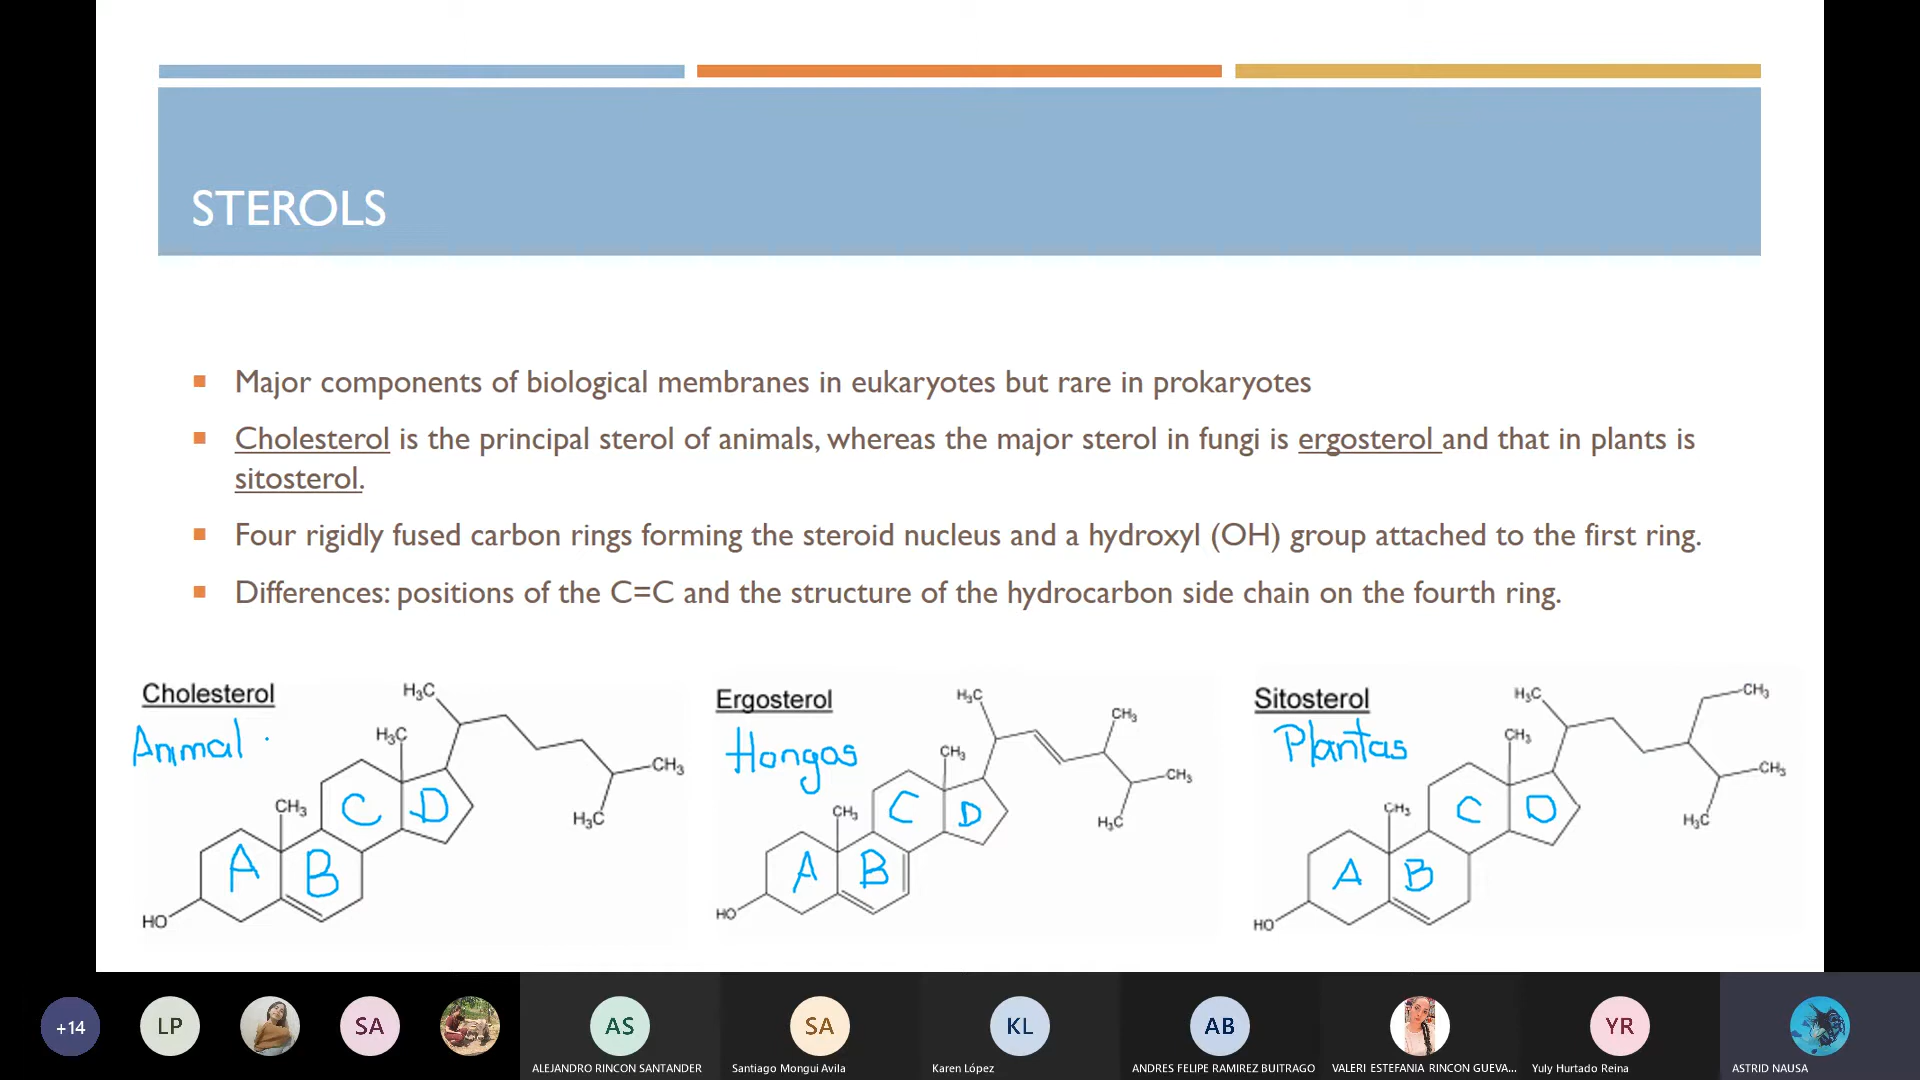 STEROLS
Major components of biological membranes in eukaryotes but rare in prokaryotes
Cholesterol is the principal sterol of animals, whereas the major sterol in fungi is ergosterol and that in plants is
sitosterol.
Four rigidly fused carbon rings forming the steroid nucleus and a hydroxyl (OH) group attached to the first ring.
Differences: positions of the C=C and the structure of the hydrocarbon side chain on the fourth ring.
Cholesterol
Animal
H₃C
H₃C
CH₃
CH₃
H₃C
C
D
A
B
HO
Ergosterol
Hongos
H₃C
CH₃
CH₃
CH₃
CH₃
H₃C
C
D
A
B
HO
Sitosterol
Plantas
H₃C
CH₃
CH₃
CH₃
CH₃
H₃C
C
D
A
B
HO
+14
LP
SA
AS
SA
KL
AB
YR
ALEJANDRO RINCON SANTANDER
Santiago Mongui Avila
Karen López
ANDRES FELIPE RAMIREZ BUITRAGO
VALERI ESTEFANIA RINCON GUEVA...
Yuly Hurtado Reina
ASTRID NAUSA